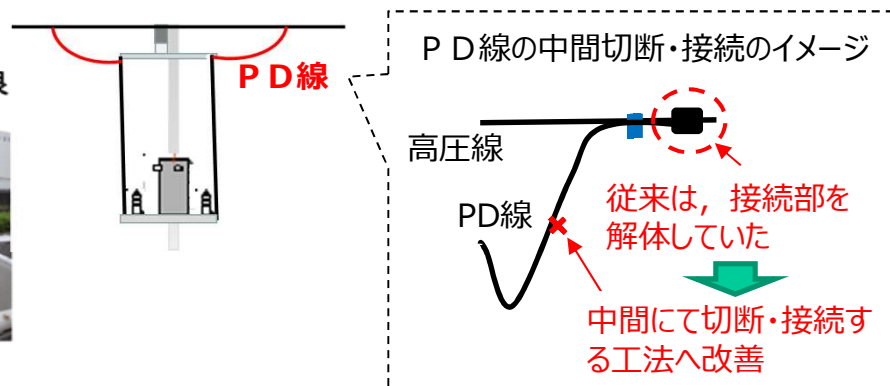 ＰＤ線
ＰＤ線の中間切断・接続のイメージ
高圧線
PD線
従来は，接続部を
解体していた
中間にて切断・接続す
る工法へ改善